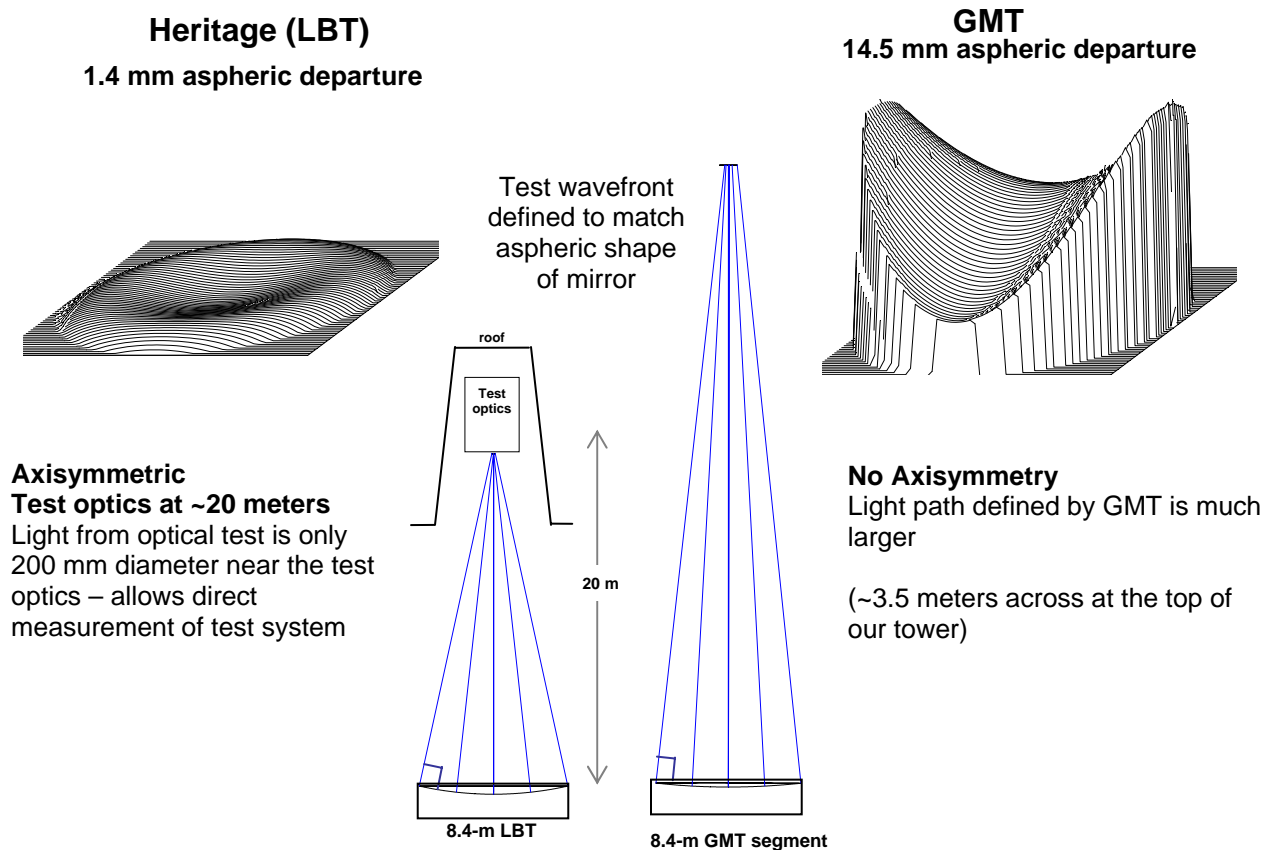 Heritage (LBT)
1.4 mm aspheric departure
GMT
14.5 mm aspheric departure
Test wavefront
defined to match
aspheric shape
of mirror
roof
Test
optics
Axisymmetric
Test optics at ~20 meters
Light from optical test is only
200 mm diameter near the test
optics – allows direct
measurement of test system
20 m
No Axisymmetry
Light path defined by GMT is much
larger
(~3.5 meters across at the top of
our tower)
8.4-m LBT
8.4-m GMT segment